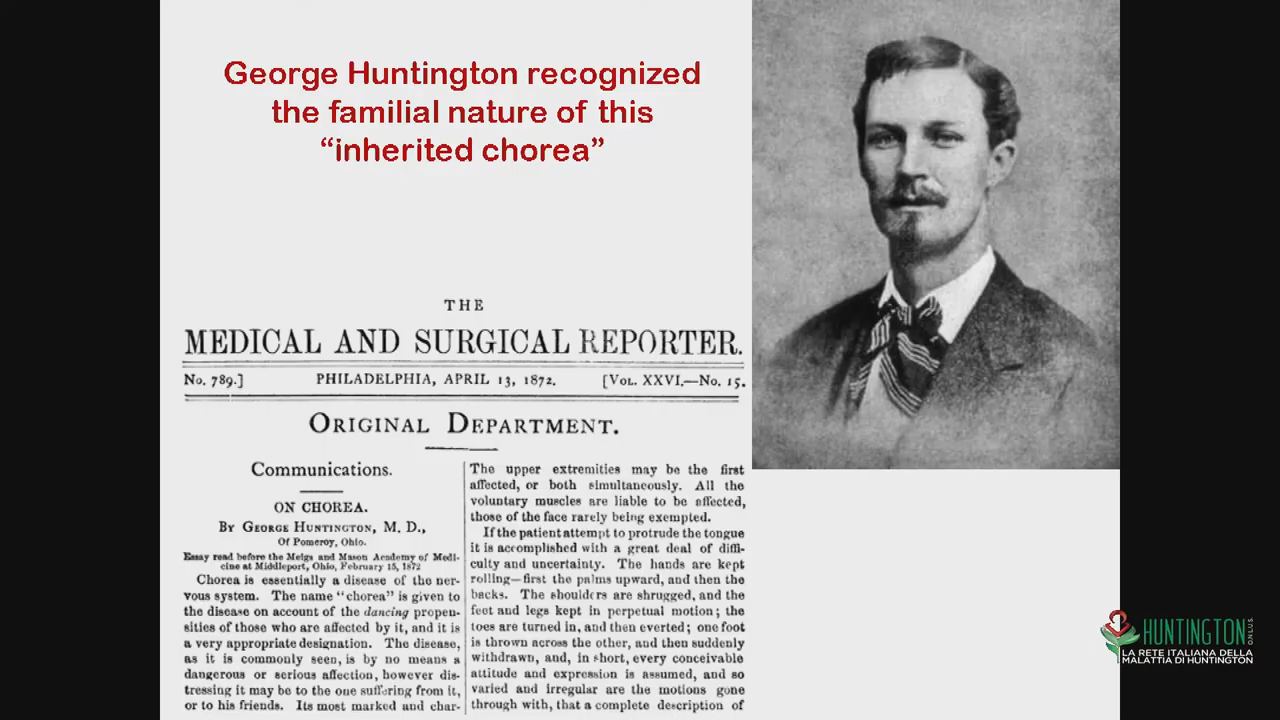 George Huntington recognized
the familial nature of this
“inherited chorea”
THE
MEDICAL AND SURGICAL REPORTER.
No. 789.] PHILADELPHIA, APRIL 13, 1872. [VOL. XXVI.—No. 15.
ORIGINAL DEPARTMENT.
Communications.
ON CHOREA.
BY GEORGE HUNTINGTON, M. D.,
Of Pomeroy, Ohio.
Essay read before the Meigs and Mason Academy of Medi-
cine at Middleport, Ohio, February 15, 1872
Chorea is essentially a disease of the ner-
vous system. The name "chorea" is given to
the disease on account of the dancing propen-
sities of those who are affected by it, and it is
a very appropriate designation. The disease,
as it is commonly seen, is by no means a
dangerous or serious affection, however dis-
tressing it may be to the one suffering from it,
or to his friends. Its most marked and char-
The upper extremities may be the first
affected, or both simultaneously. All the
voluntary muscles are liable to be affected,
those of the face rarely being exempted.
If the patient attempt to protrude the tongue
it is accomplished with a great deal of diffi-
culty and uncertainty. The hands are kept
rolling—first the palms upward, and then the
backs. The shoulders are shrugged, and the
feet and legs kept in perpetual motion; the
toes are turned in, and then everted; one foot
is thrown across the other, and then suddenly
withdrawn, and, in short, every conceivable
attitude and expression is assumed, and so
varied and irregular are the motions gone
through with, that a complete description of
HUNTINGTON O.N.L.U.S.
LA RETE ITALIANA DELLA
MALATTIA DI HUNTINGTON